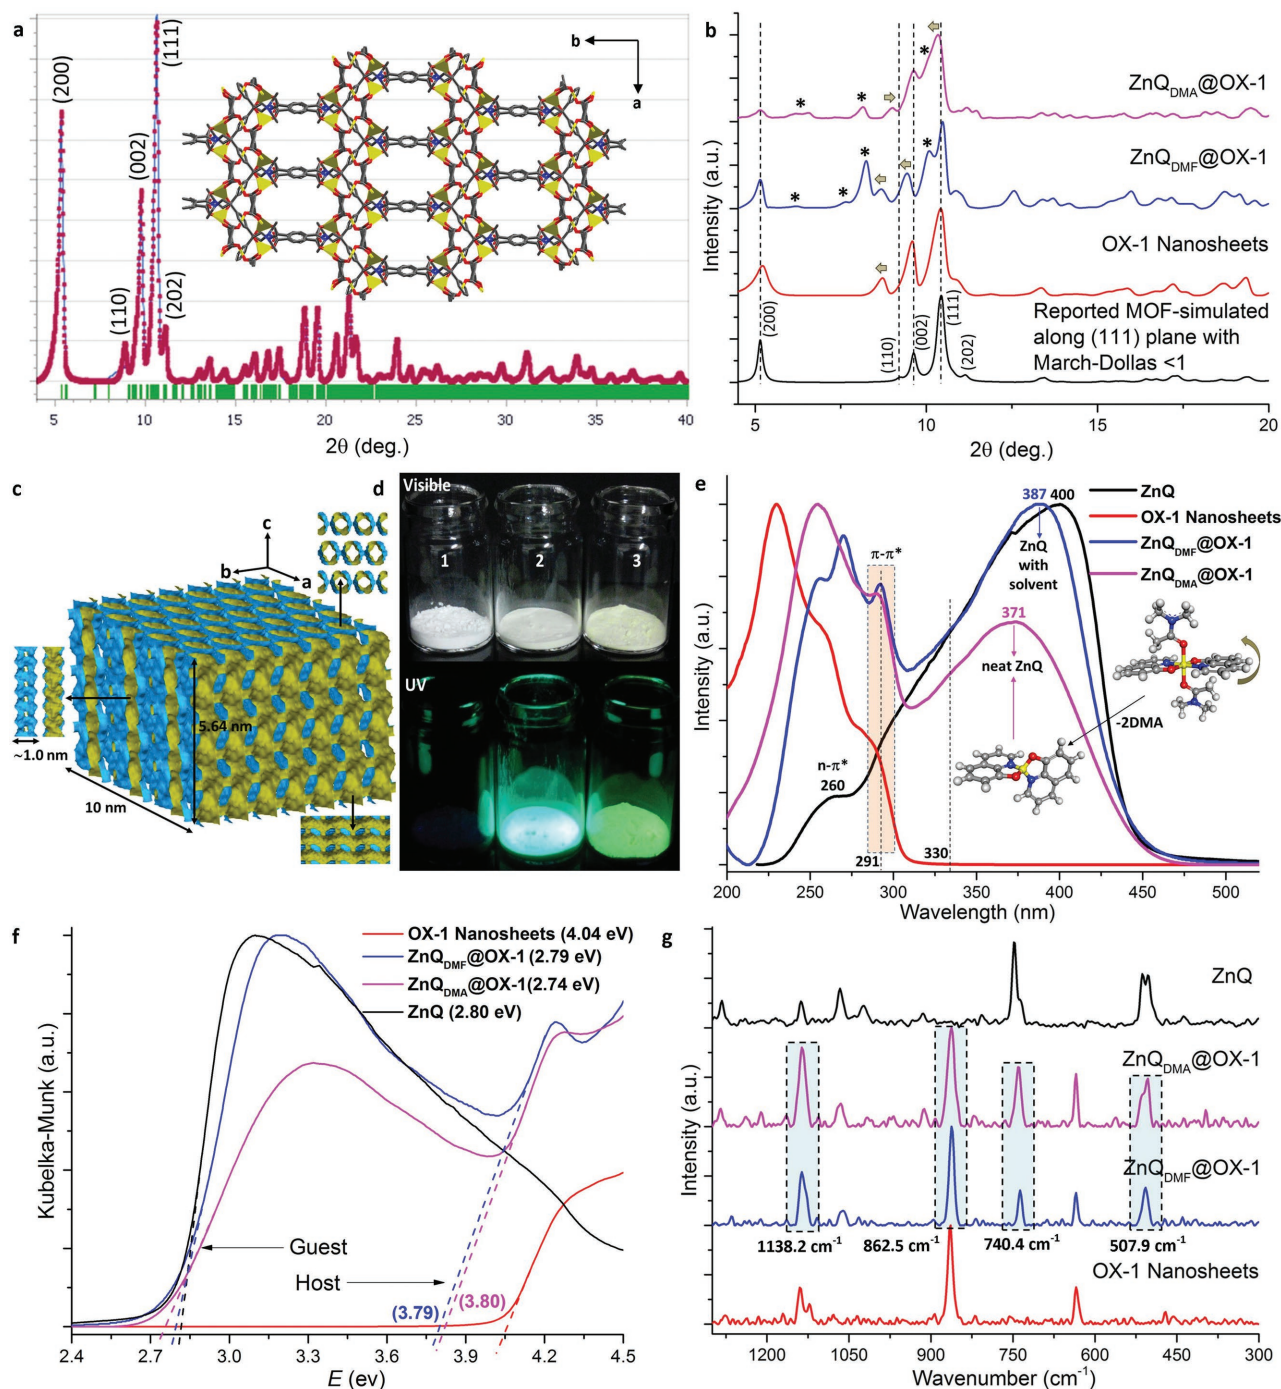 a
b
a
(200)
(110)
(002)
(111)
(202)
5 10 15 20 25 30 35 40
2θ (deg.)
b
Intensity (a.u.)
ZnQDMA@OX-1
ZnQDMF@OX-1
OX-1 Nanosheets
Reported MOF-simulated
along (111) plane with
March-Dollas <1
* * *
* * * *
(200)
(110)
(002)
(111)
(202)
5 10 15 20
2θ (deg.)
c
c
b
a
5.64 nm
~1.0 nm
10 nm
d
Visible
1 2 3
UV
e
ZnQ
OX-1 Nanosheets
ZnQDMF@OX-1
ZnQDMA@OX-1
387 400
ZnQ
with
solvent
π-π*
371
neat ZnQ
-2DMA
n-π*
260
291
330
Intensity (a.u.)
200 250 300 350 400 450 500
Wavelength (nm)
f
OX-1 Nanosheets (4.04 eV)
ZnQDMF@OX-1 (2.79 eV)
ZnQDMA@OX-1(2.74 eV)
ZnQ (2.80 eV)
Kubelka-Munk (a.u.)
Guest
Host
(3.79)
(3.80)
2.4 2.7 3.0 3.3 3.6 3.9 4.2 4.5
E (ev)
g
ZnQ
ZnQDMA@OX-1
ZnQDMF@OX-1
1138.2 cm-1 862.5 cm-1 740.4 cm-1 507.9 cm-1
OX-1 Nanosheets
Intensity (a.u.)
1200 1050 900 750 600 450 300
Wavenumber (cm-1)